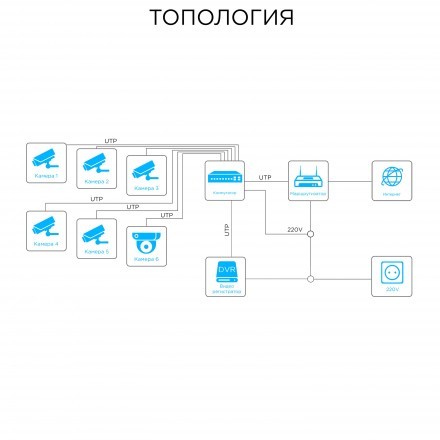 ТОПОЛОГИЯ
UTP
Камера 1
Камера 2
Камера 3
UTP
Коммутатор
Маршрутизатор
Интернет
UTP
UTP
UTP
Камера 4
Камера 5
Камера 6
UTP
220V
DVR
Видео
регистратор
220V